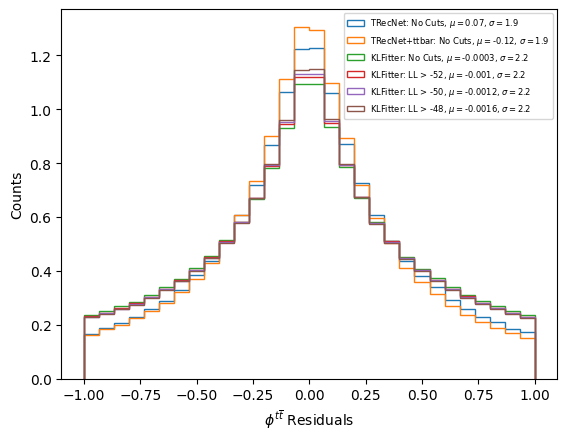 TRecNet: No Cuts, μ = 0.07, σ = 1.9
TRecNet+ttbar: No Cuts, μ = -0.12, σ = 1.9
KLFitter: No Cuts, μ = -0.0003, σ = 2.2
KLFitter: LL > -52, μ = -0.001, σ = 2.2
KLFitter: LL > -50, μ = -0.0012, σ = 2.2
KLFitter: LL > -48, μ = -0.0016, σ = 2.2
Counts
1.2
1.0
0.8
0.6
0.4
0.2
0.0
−1.00 −0.75 −0.50 −0.25 0.00 0.25 0.50 0.75 1.00
ϕ^{tt̅} Residuals